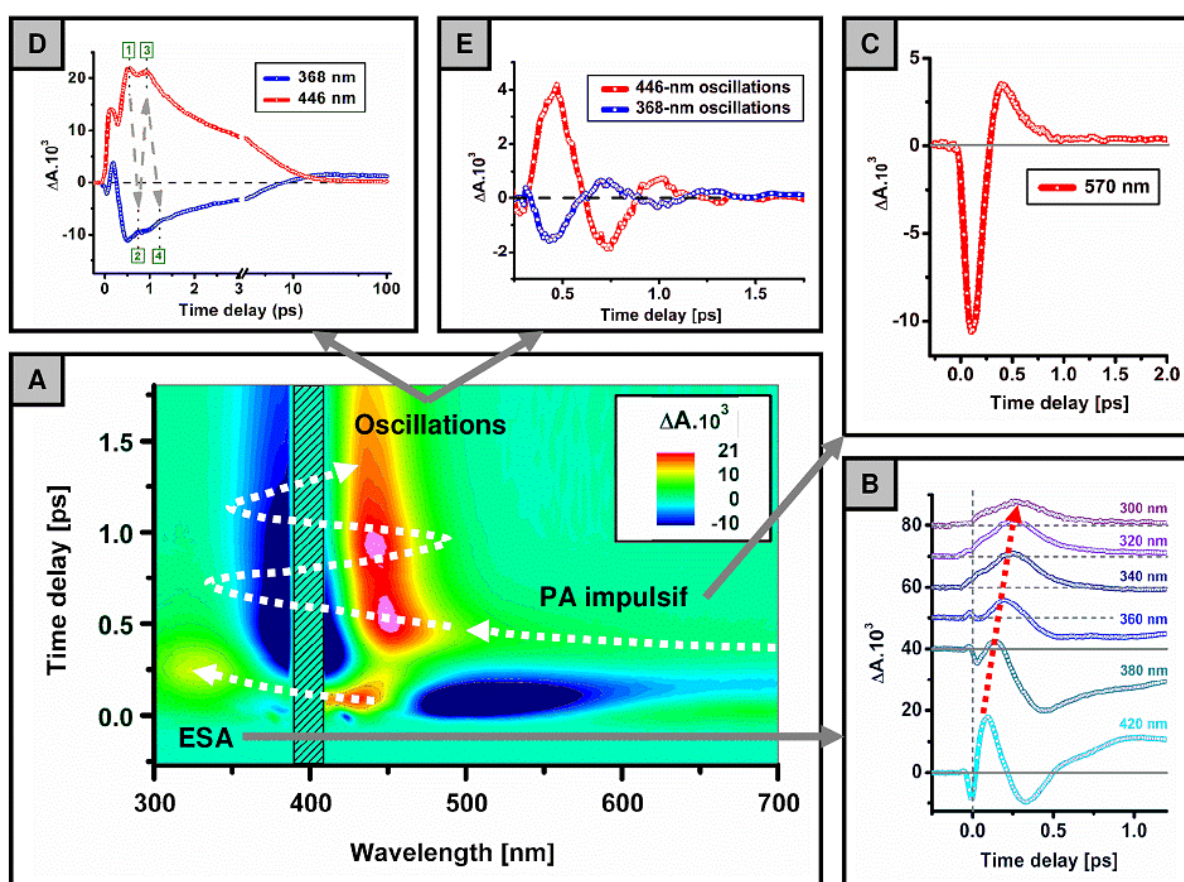 D
ΔA.10³
20
10
0
-10
1
3
2
4
368 nm
446 nm
0
1
2
3
//
10
100
Time delay (ps)
E
ΔA.10³
4
2
0
-2
446-nm oscillations
368-nm oscillations
0.5
1.0
1.5
Time delay [ps]
C
ΔA.10³
5
0
-5
-10
570 nm
0.0
0.5
1.0
1.5
2.0
Time delay [ps]
A
Time delay [ps]
1.5
1.0
0.5
0.0
Oscillations
ΔA.10³
21
10
0
-10
PA impulsif
ESA
300
400
500
600
700
Wavelength [nm]
B
ΔA.10³
80
60
40
20
0
300 nm
320 nm
340 nm
360 nm
380 nm
420 nm
0.0
0.5
1.0
Time delay [ps]